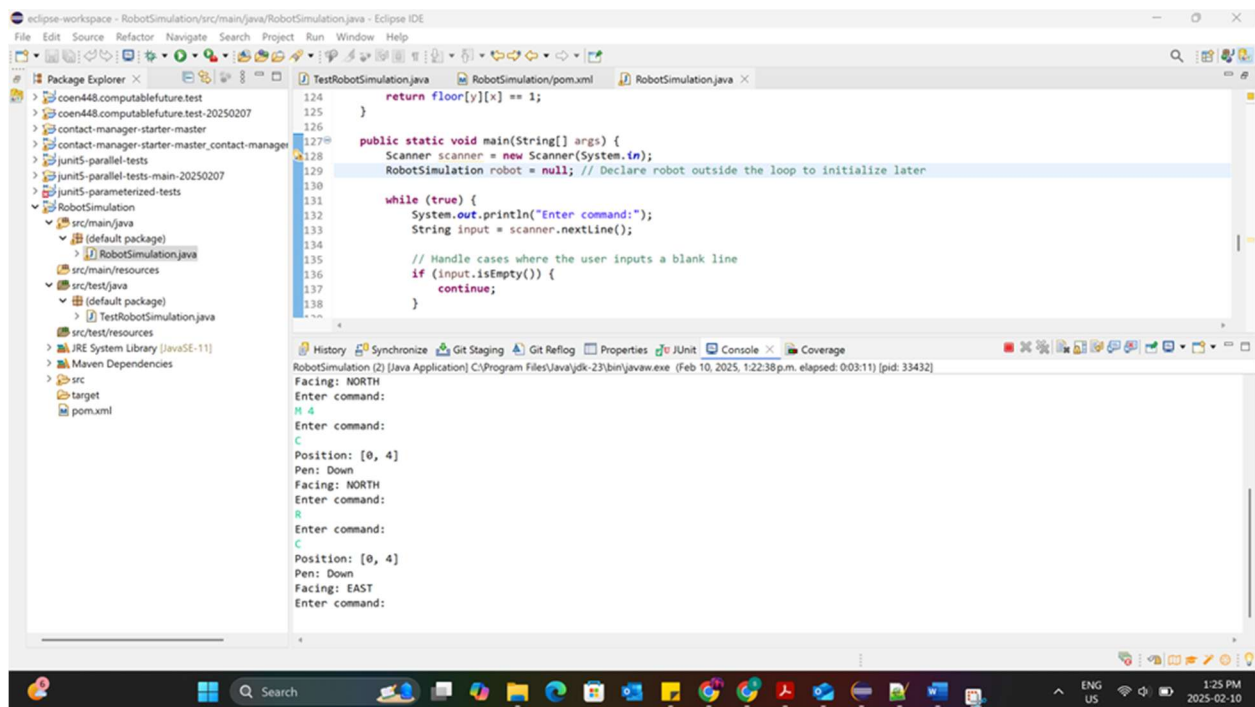 eclipse-workspace - RobotSimulation/src/main/java/RobotSimulation.java - Eclipse IDE
File Edit Source Refactor Navigate Search Project Run Window Help
Package Explorer
TestRobotSimulation.java RobotSimulation/pom.xml RobotSimulation.java
coen448.computablefuture.test
coen448.computablefuture.test-20250207
contact-manager-starter-master
contact-manager-starter-master_contact-manager
junit5-parallel-tests
junit5-parallel-tests-main-20250207
junit5-parameterized-tests
RobotSimulation
src/main/java
(default package)
RobotSimulation.java
src/main/resources
src/test/java
(default package)
TestRobotSimulation.java
src/test/resources
JRE System Library [JavaSE-11]
Maven Dependencies
src
target
pom.xml
124 return floor[y][x] == 1;
125 }
126
127 public static void main(String[] args) {
128 Scanner scanner = new Scanner(System.in);
129 RobotSimulation robot = null; // Declare robot outside the loop to initialize later
130
131 while (true) {
132 System.out.println("Enter command:");
133 String input = scanner.nextLine();
134
135 // Handle cases where the user inputs a blank line
136 if (input.isEmpty()) {
137 continue;
138 }
History Synchronize Git Staging Git Reflog Properties JUnit Console Coverage
RobotSimulation (2) [Java Application] C:\Program Files\Java\jdk-23\bin\javaw.exe (Feb 10, 2025, 1:22:38 p.m. elapsed: 0:03:11) [pid: 33432]
Facing: NORTH
Enter command:
M 4
Enter command:
C
Position: [0, 4]
Pen: Down
Facing: NORTH
Enter command:
R
Enter command:
C
Position: [0, 4]
Pen: Down
Facing: EAST
Enter command:
6
Search
ENG
US
1:25 PM
2025-02-10